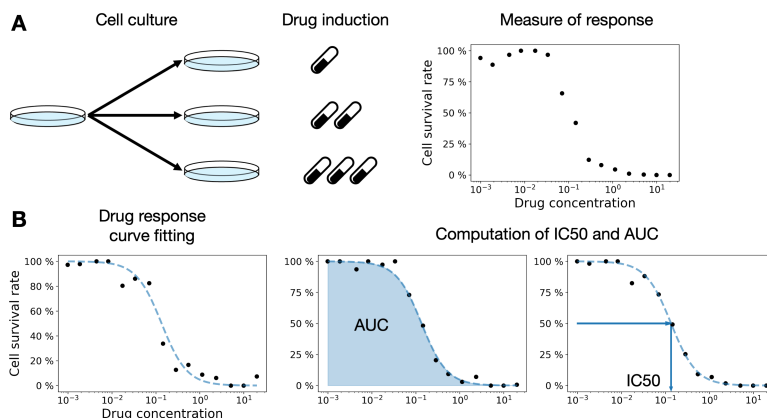 A
Cell culture
Drug induction
Measure of response
Cell survival rate
100 %
75 %
50 %
25 %
0 %
10⁻³ 10⁻² 10⁻¹ 10⁰ 10¹
Drug concentration
B
Drug response
curve fitting
Cell survival rate
100 %
80 %
60 %
40 %
20 %
0 %
10⁻³ 10⁻² 10⁻¹ 10⁰ 10¹
Drug concentration
Computation of IC50 and AUC
100 %
75 %
50 %
25 %
0 %
AUC
10⁻³ 10⁻² 10⁻¹ 10⁰ 10¹
100 %
75 %
50 %
25 %
0 %
IC50
10⁻³ 10⁻² 10⁻¹ 10⁰ 10¹